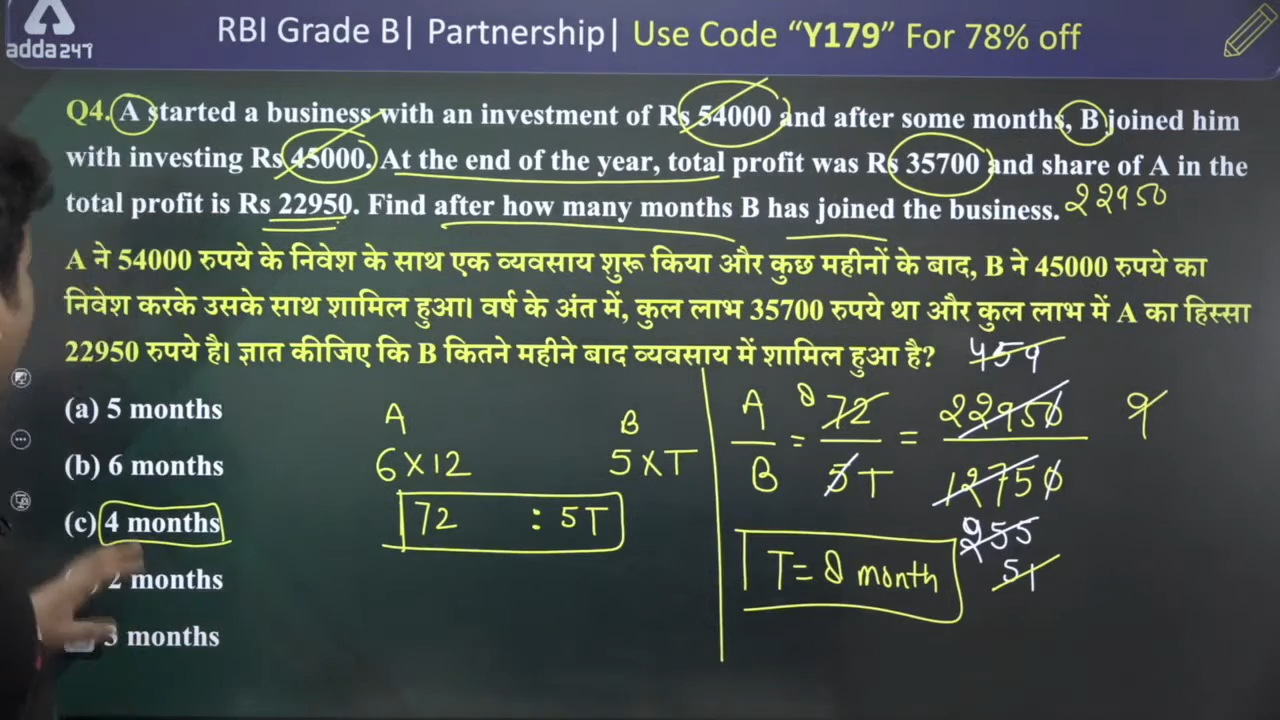 adda247
RBI Grade B| Partnership| Use Code “Y179” For 78% off
Q4. A started a business with an investment of Rs 54000 and after some months, B joined him
with investing Rs 45000. At the end of the year, total profit was Rs 35700 and share of A in the
total profit is Rs 22950. Find after how many months B has joined the business. 22950
A ने 54000 रुपये के निवेश के साथ एक व्यवसाय शुरू किया और कुछ महीनों के बाद, B ने 45000 रुपये का
निवेश करके उसके साथ शामिल हुआ। वर्ष के अंत में, कुल लाभ 35700 रुपये था और कुल लाभ में A का हिस्सा
22950 रुपये है। ज्ञात कीजिए कि B कितने महीने बाद व्यवसाय में शामिल हुआ है? 459
(a) 5 months
(b) 6 months
(c) 4 months
2 months
3 months
A B
6×12 5×T
72 : 5T
A/B = 8 72/5T = 22950/12750 9
255
51
T= 8 month